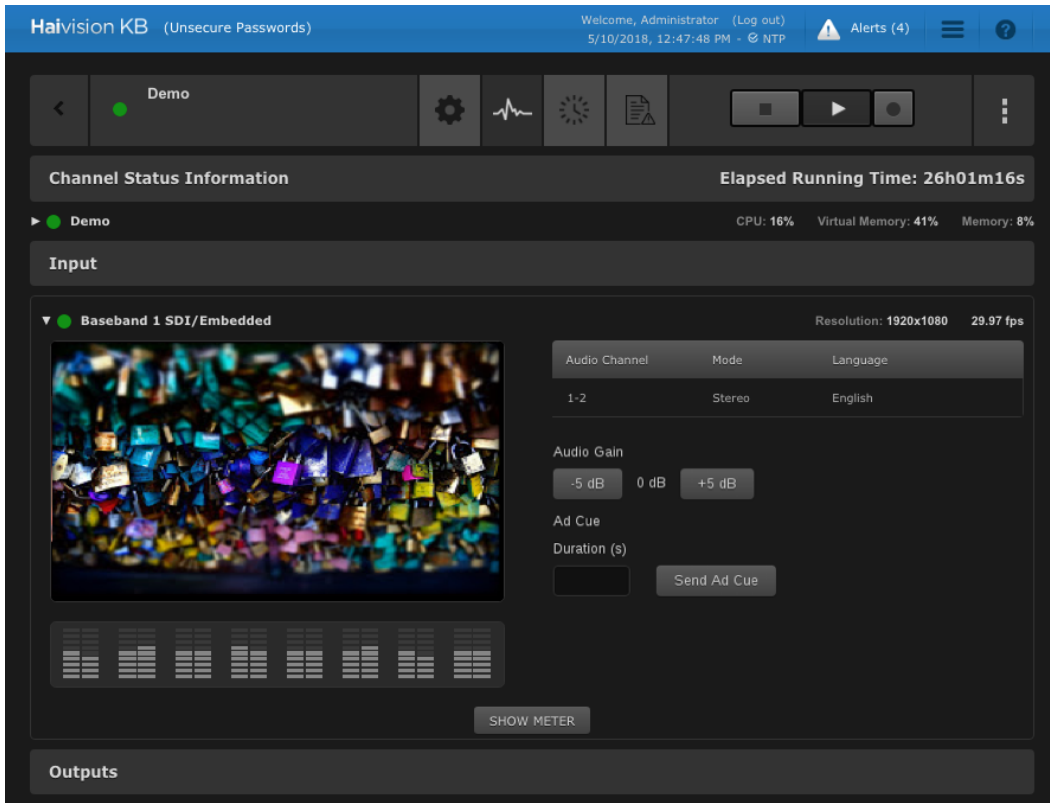 Haivision KB (Unsecure Passwords)
Welcome, Administrator (Log out)
5/10/2018, 12:47:48 PM - NTP
Alerts (4)
?
Demo
Channel Status Information
Elapsed Running Time: 26h01m16s
Demo
CPU: 16% Virtual Memory: 41% Memory: 8%
Input
Baseband 1 SDI/Embedded
Resolution: 1920x1080 29.97 fps
Audio Channel Mode Language
1-2 Stereo English
Audio Gain
-5 dB 0 dB +5 dB
Ad Cue
Duration (s)
Send Ad Cue
SHOW METER
Outputs